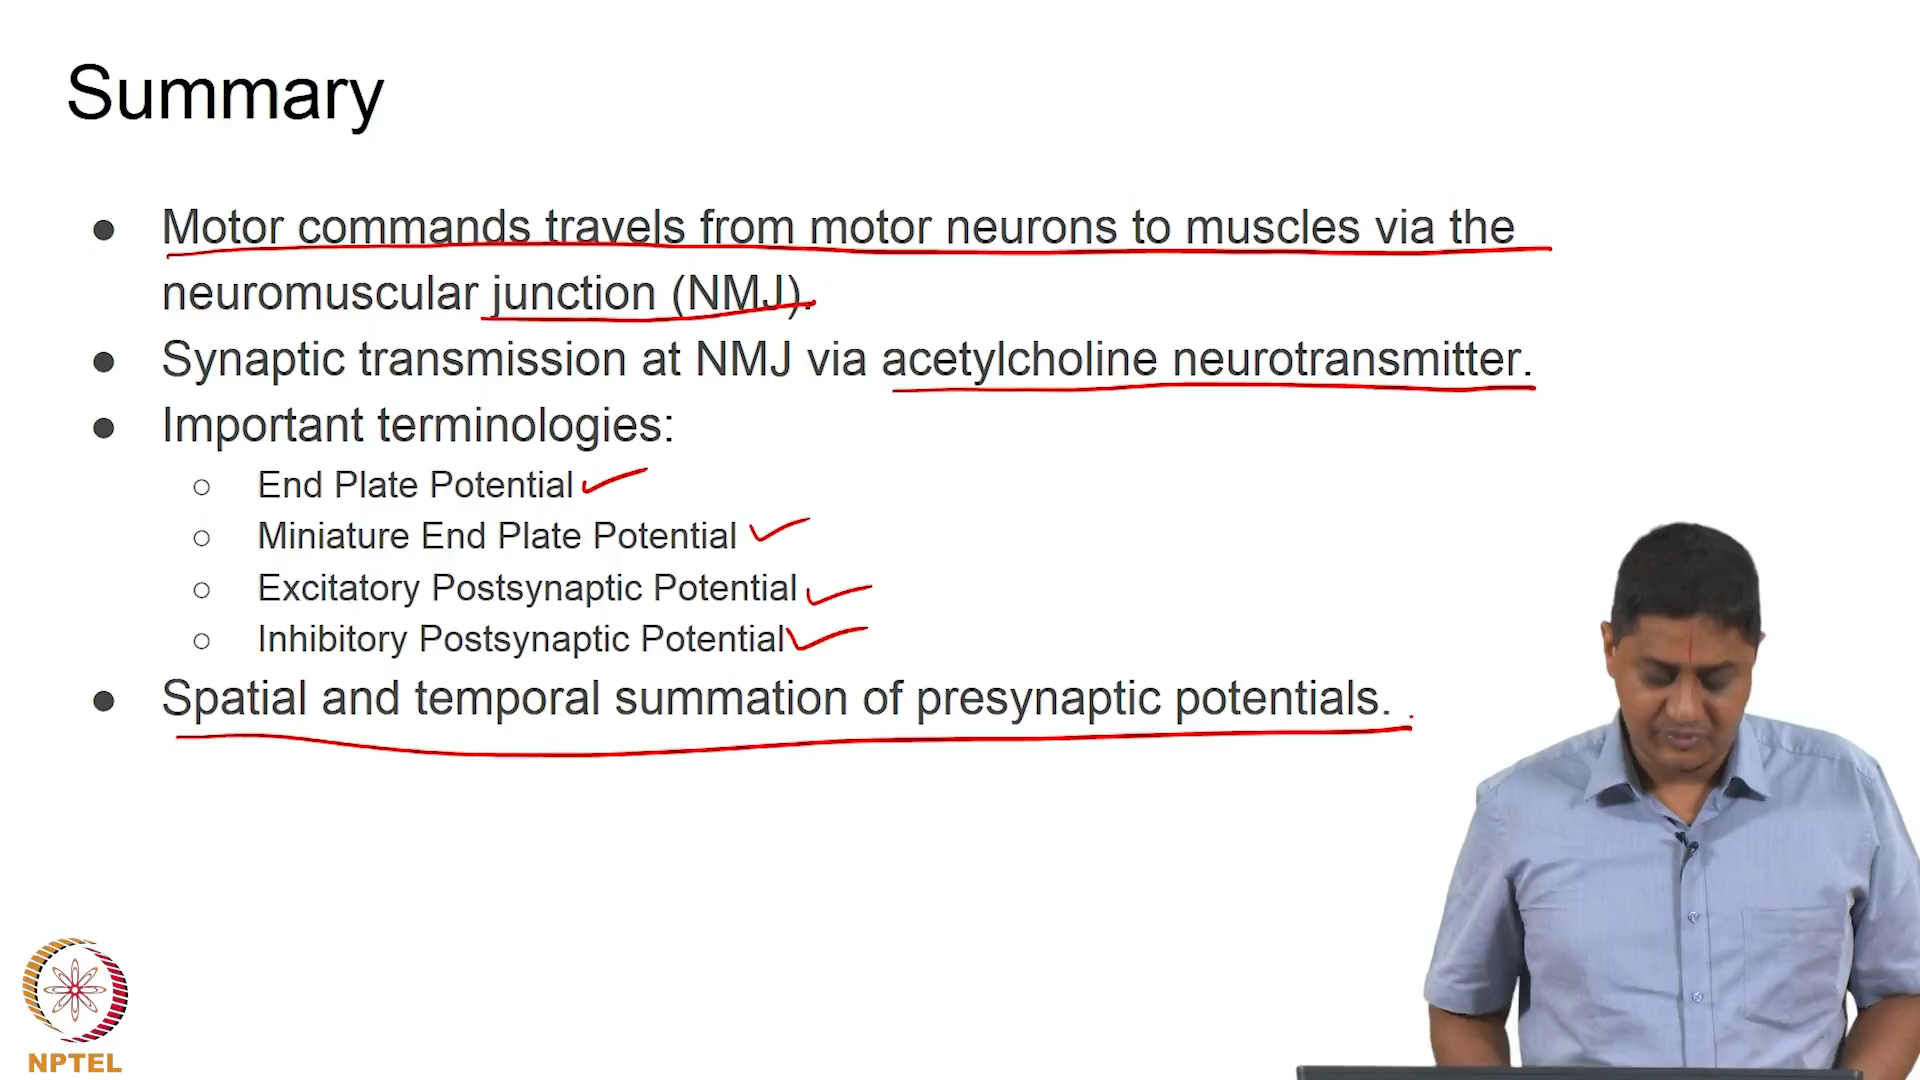 Summary
● Motor commands travels from motor neurons to muscles via the
neuromuscular junction (NMJ).
● Synaptic transmission at NMJ via acetylcholine neurotransmitter.
● Important terminologies:
○ End Plate Potential
○ Miniature End Plate Potential
○ Excitatory Postsynaptic Potential
○ Inhibitory Postsynaptic Potential
● Spatial and temporal summation of presynaptic potentials.
NPTEL